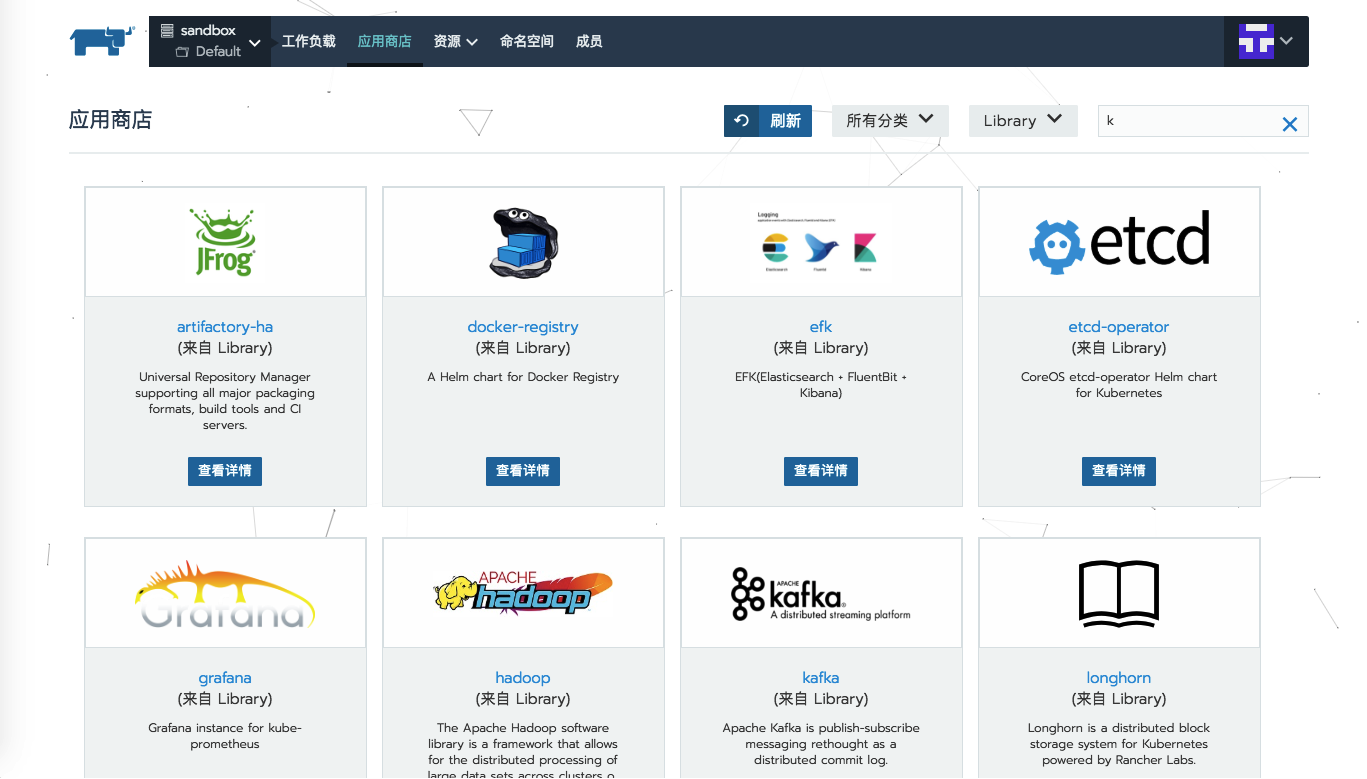 sandbox
Default
工作负载
应用商店
资源
命名空间
成员
应用商店
刷新
所有分类
Library
k
JFrog
Logging
Elasticsearch
Fluentd
Kibana
etcd
artifactory-ha
(来自 Library)
Universal Repository Manager
supporting all major packaging
formats, build tools and CI
servers.
查看详情
docker-registry
(来自 Library)
A Helm chart for Docker Registry
查看详情
efk
(来自 Library)
EFK(Elasticsearch + FluentBit +
Kibana)
查看详情
etcd-operator
(来自 Library)
CoreOS etcd-operator Helm chart
for Kubernetes
查看详情
Grafana
APACHE
hadoop
APACHE
kafka®
A distributed streaming platform
grafana
(来自 Library)
Grafana instance for kube-
prometheus
hadoop
(来自 Library)
The Apache Hadoop software
library is a framework that allows
for the distributed processing of
large data sets across clusters o
kafka
(来自 Library)
Apache Kafka is publish-subscribe
messaging rethought as a
distributed commit log.
longhorn
(来自 Library)
Longhorn is a distributed block
storage system for Kubernetes
powered by Rancher Labs.